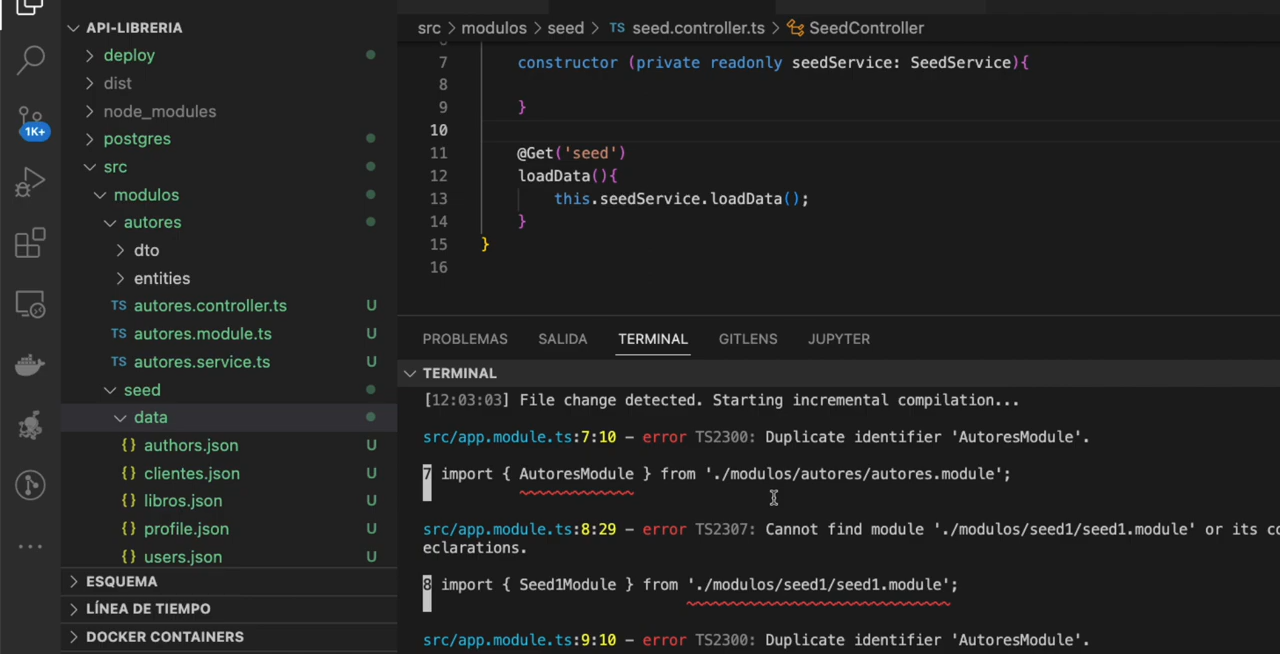 API-LIBRERIA
deploy
dist
node_modules
1K+
postgres
src
modulos
autores
dto
entities
TS autores.controller.ts U
TS autores.module.ts U
TS autores.service.ts U
seed
data
{} authors.json U
{} clientes.json U
{} libros.json U
{} profile.json U
{} users.json U
ESQUEMA
LÍNEA DE TIEMPO
DOCKER CONTAINERS
src > modulos > seed > TS seed.controller.ts > SeedController
7 constructor (private readonly seedService: SeedService){
8
9 }
10
11 @Get('seed')
12 loadData(){
13 this.seedService.loadData();
14 }
15 }
16
PROBLEMAS SALIDA TERMINAL GITLENS JUPYTER
TERMINAL
[12:03:03] File change detected. Starting incremental compilation...
src/app.module.ts:7:10 – error TS2300: Duplicate identifier 'AutoresModule'.
7 import { AutoresModule } from './modulos/autores/autores.module';
src/app.module.ts:8:29 – error TS2307: Cannot find module './modulos/seed1/seed1.module' or its co
eclarations.
8 import { Seed1Module } from './modulos/seed1/seed1.module';
src/app.module.ts:9:10 – error TS2300: Duplicate identifier 'AutoresModule'.